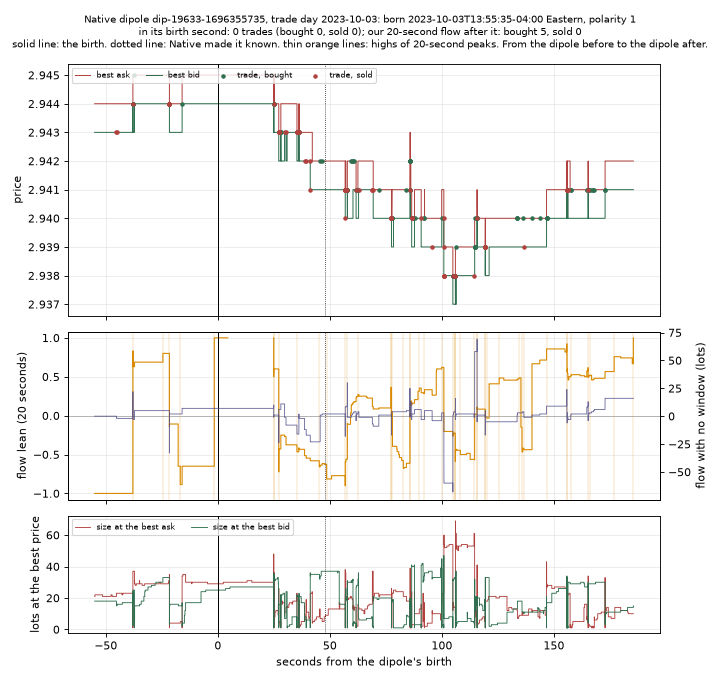 Native dipole dip-19633-1696355735, trade day 2023-10-03: born 2023-10-03T13:55:35-04:00 Eastern, polarity 1
in its birth second: 0 trades (bought 0, sold 0); our 20-second flow after it: bought 5, sold 0
solid line: the birth. dotted line: Native made it known. thin orange lines: highs of 20-second peaks. From the dipole before to the dipole after.
best ask best bid trade, bought trade, sold
2.945
2.944
2.943
2.942
2.941
2.940
2.939
2.938
2.937
price
1.0
0.5
0.0
−0.5
−1.0
flow lean (20 seconds)
75
50
25
0
−25
−50
flow with no window (lots)
size at the best ask size at the best bid
60
40
20
0
lots at the best price
−50 0 50 100 150
seconds from the dipole's birth